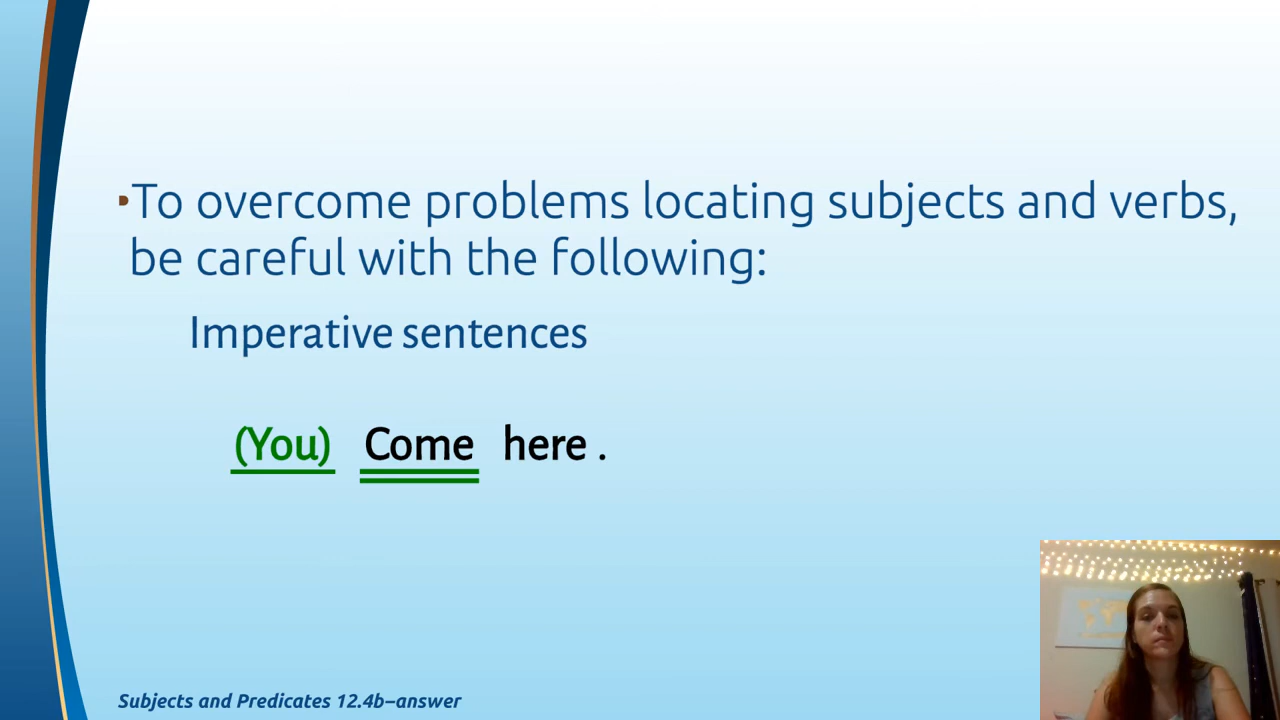 •To overcome problems locating subjects and verbs,
be careful with the following:
Imperative sentences
(You) Come here .
Subjects and Predicates 12.4b–answer